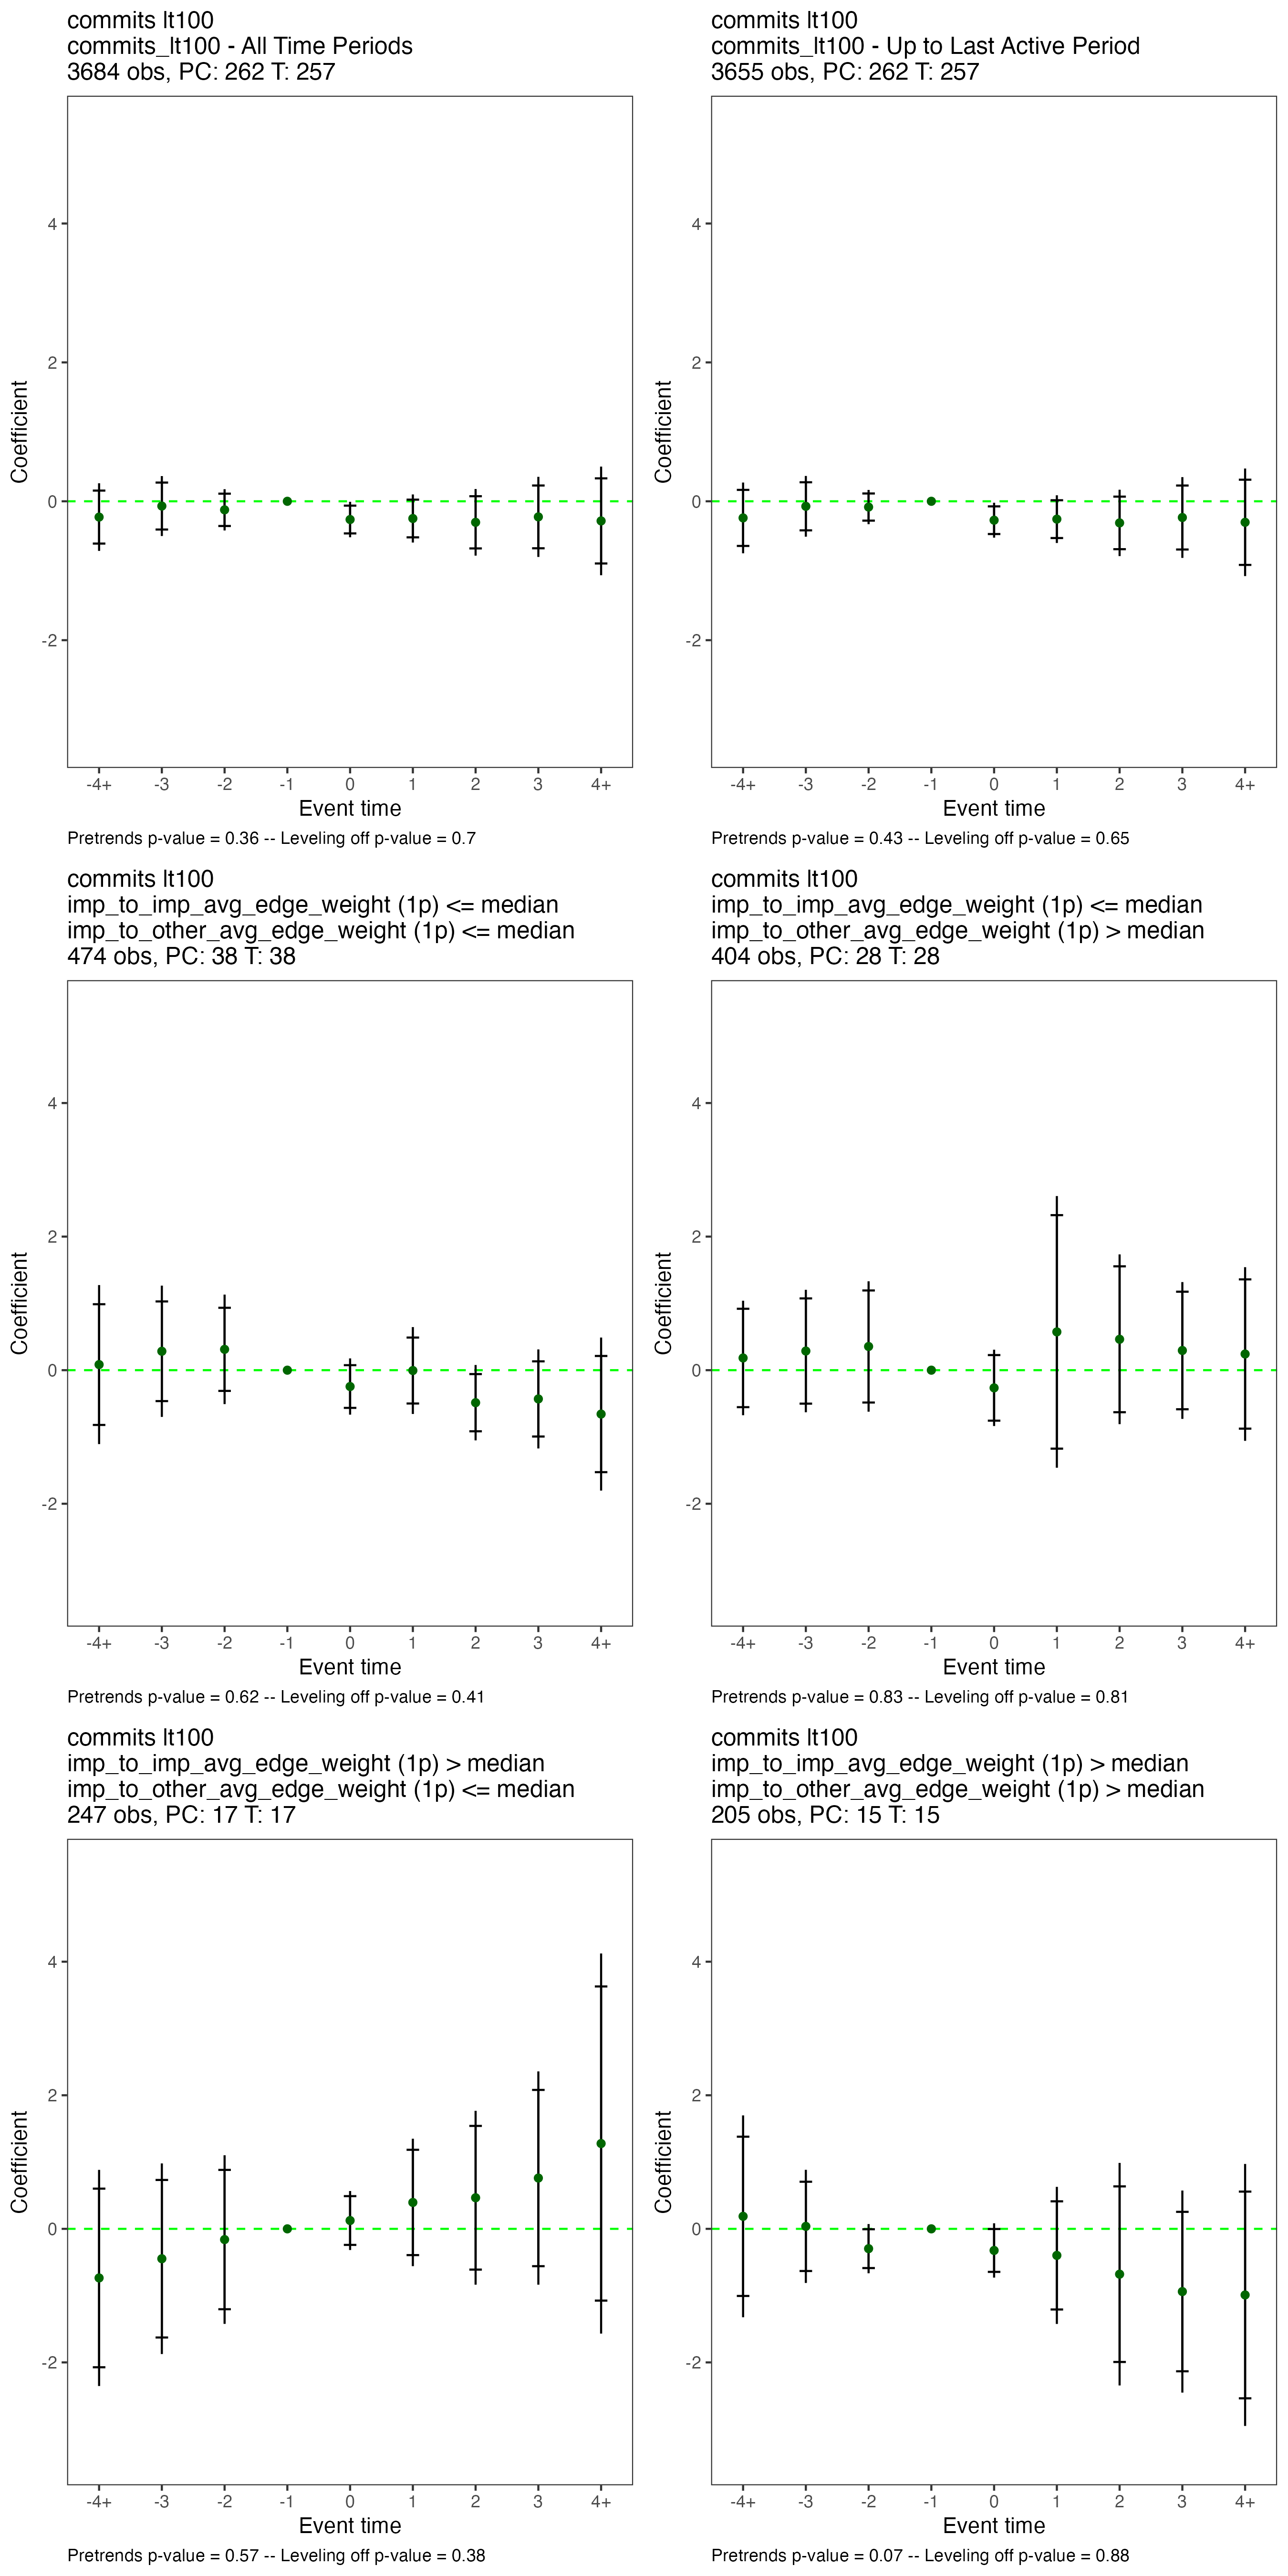 commits lt100
commits_lt100 - All Time Periods
3684 obs, PC: 262 T: 257
Coefficient
4
2
0
-2
-4+ -3 -2 -1 0 1 2 3 4+
Event time
Pretrends p-value = 0.36 -- Leveling off p-value = 0.7
commits lt100
commits_lt100 - Up to Last Active Period
3655 obs, PC: 262 T: 257
Coefficient
4
2
0
-2
-4+ -3 -2 -1 0 1 2 3 4+
Event time
Pretrends p-value = 0.43 -- Leveling off p-value = 0.65
commits lt100
imp_to_imp_avg_edge_weight (1p) <= median
imp_to_other_avg_edge_weight (1p) <= median
474 obs, PC: 38 T: 38
Coefficient
4
2
0
-2
-4+ -3 -2 -1 0 1 2 3 4+
Event time
Pretrends p-value = 0.62 -- Leveling off p-value = 0.41
commits lt100
imp_to_imp_avg_edge_weight (1p) <= median
imp_to_other_avg_edge_weight (1p) > median
404 obs, PC: 28 T: 28
Coefficient
4
2
0
-2
-4+ -3 -2 -1 0 1 2 3 4+
Event time
Pretrends p-value = 0.83 -- Leveling off p-value = 0.81
commits lt100
imp_to_imp_avg_edge_weight (1p) > median
imp_to_other_avg_edge_weight (1p) <= median
247 obs, PC: 17 T: 17
Coefficient
4
2
0
-2
-4+ -3 -2 -1 0 1 2 3 4+
Event time
Pretrends p-value = 0.57 -- Leveling off p-value = 0.38
commits lt100
imp_to_imp_avg_edge_weight (1p) > median
imp_to_other_avg_edge_weight (1p) > median
205 obs, PC: 15 T: 15
Coefficient
4
2
0
-2
-4+ -3 -2 -1 0 1 2 3 4+
Event time
Pretrends p-value = 0.07 -- Leveling off p-value = 0.88